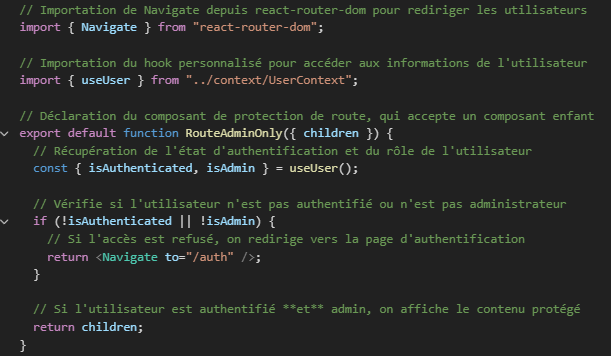 // Importation de Navigate depuis react-router-dom pour rediriger les utilisateurs
import { Navigate } from "react-router-dom";
// Importation du hook personnalisé pour accéder aux informations de l'utilisateur
import { useUser } from "../context/UserContext";
// Déclaration du composant de protection de route, qui accepte un composant enfant
export default function RouteAdminOnly({ children }) {
  // Récupération de l'état d'authentification et du rôle de l'utilisateur
  const { isAuthenticated, isAdmin } = useUser();
  // Vérifie si l'utilisateur n'est pas authentifié ou n'est pas administrateur
  if (!isAuthenticated || !isAdmin) {
    // Si l'accès est refusé, on redirige vers la page d'authentification
    return <Navigate to="/auth" />;
  }
  // Si l'utilisateur est authentifié **et** admin, on affiche le contenu protégé
  return children;
}